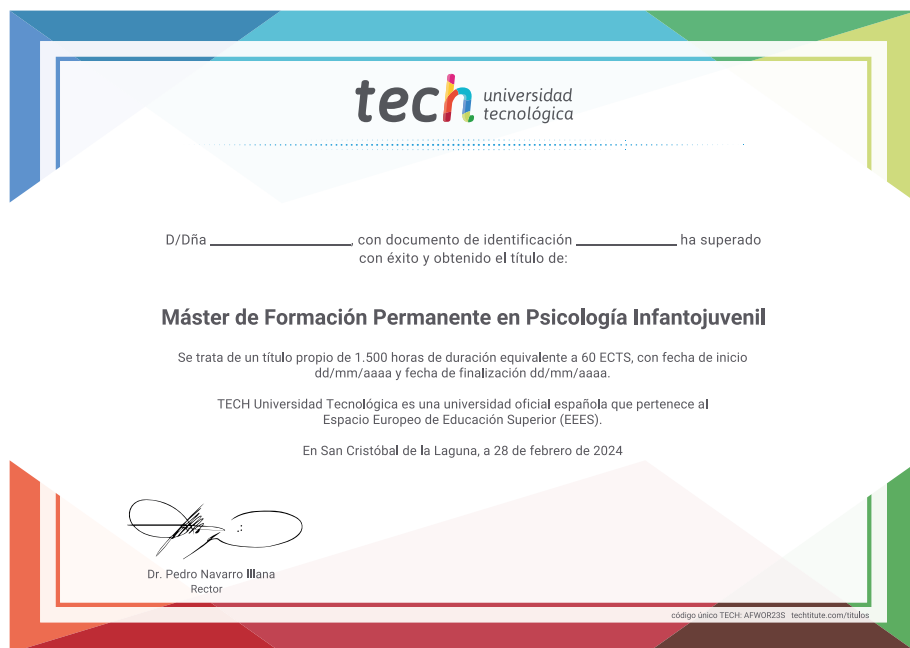 tech universidad
tecnológica
D/Dña ____________________, con documento de identificación ______________ ha superado
con éxito y obtenido el título de:
Máster de Formación Permanente en Psicología Infantojuvenil
Se trata de un título propio de 1.500 horas de duración equivalente a 60 ECTS, con fecha de inicio
dd/mm/aaaa y fecha de finalización dd/mm/aaaa.
TECH Universidad Tecnológica es una universidad oficial española que pertenece al
Espacio Europeo de Educación Superior (EEES).
En San Cristóbal de la Laguna, a 28 de febrero de 2024
Dr. Pedro Navarro Illana
Rector
código único TECH: AFWOR23S techtitute.com/titulos